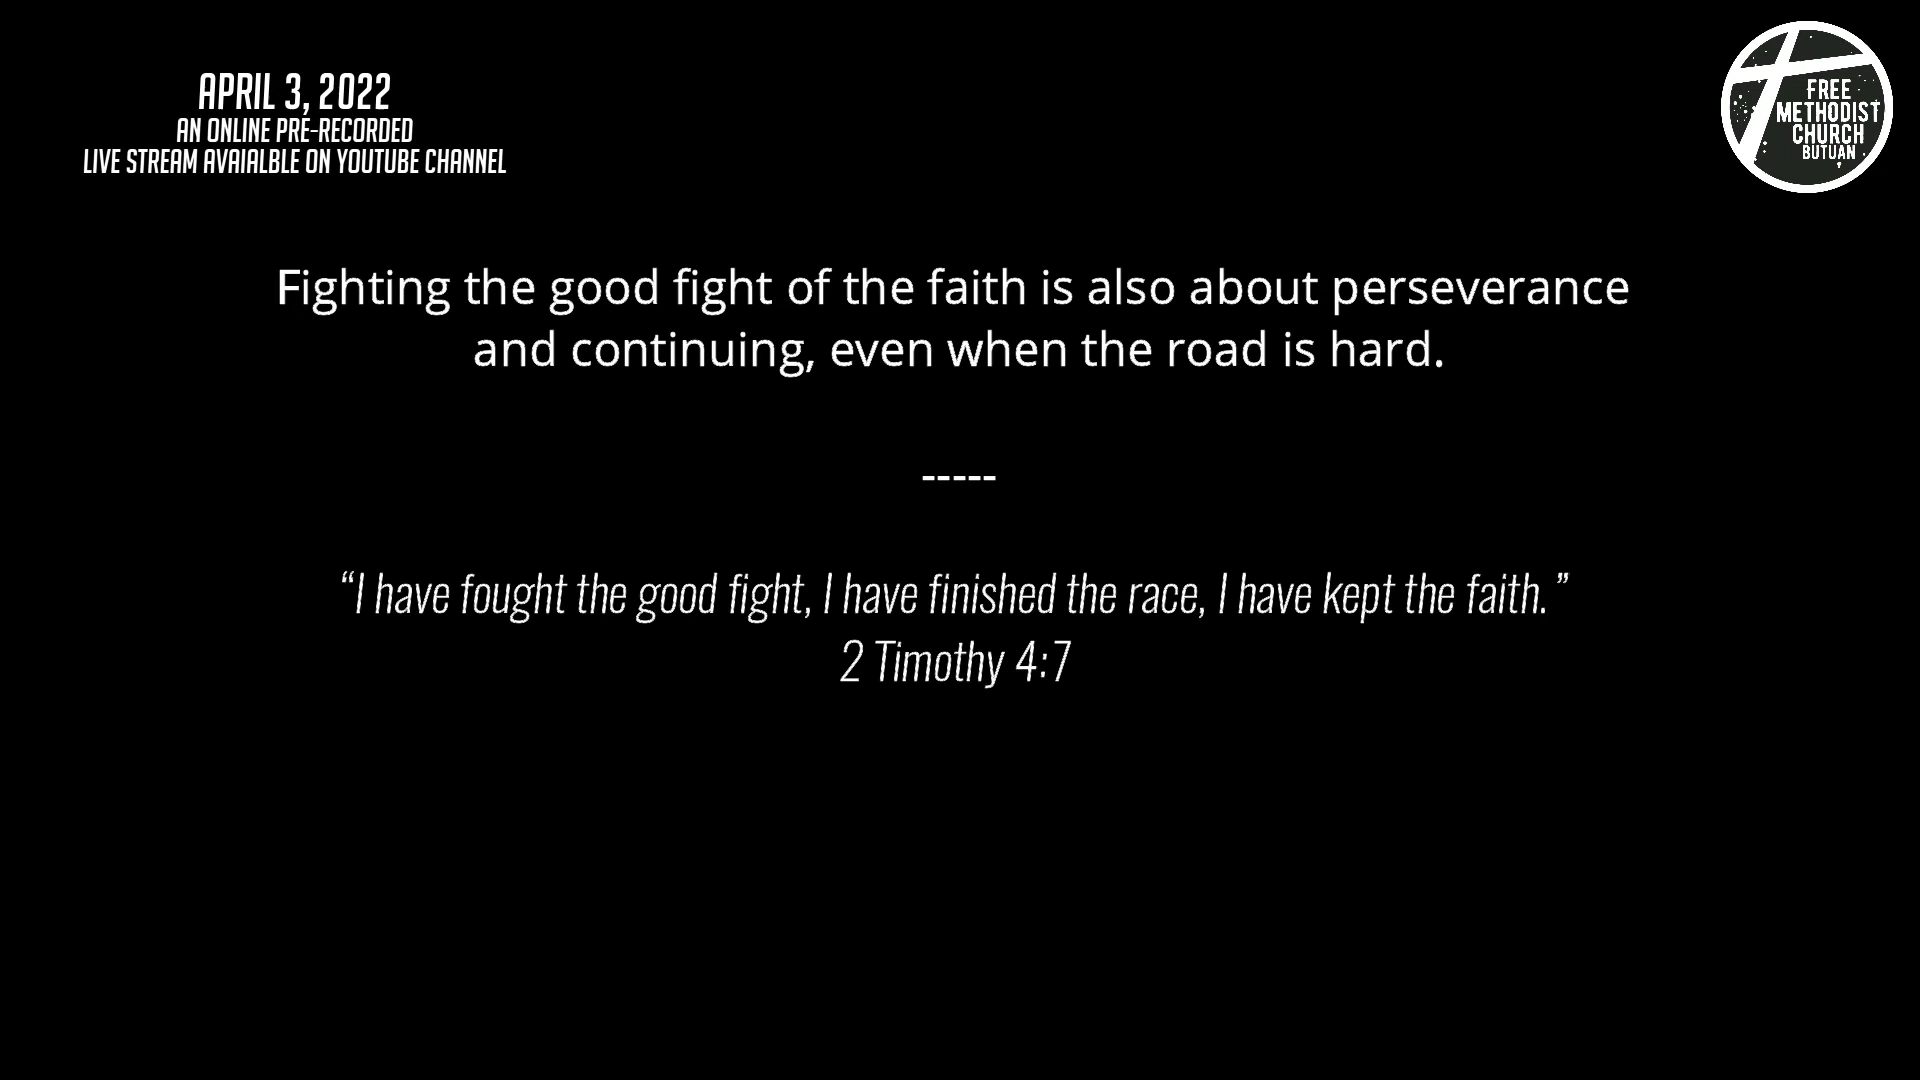 APRIL 3, 2022
AN ONLINE PRE-RECORDED
LIVE STREAM AVAIALBLE ON YOUTUBE CHANNEL
FREE
METHODIST
CHURCH
BUTUAN
Fighting the good fight of the faith is also about perseverance
and continuing, even when the road is hard.
-----
“I have fought the good fight, I have finished the race, I have kept the faith.”
2 Timothy 4:7